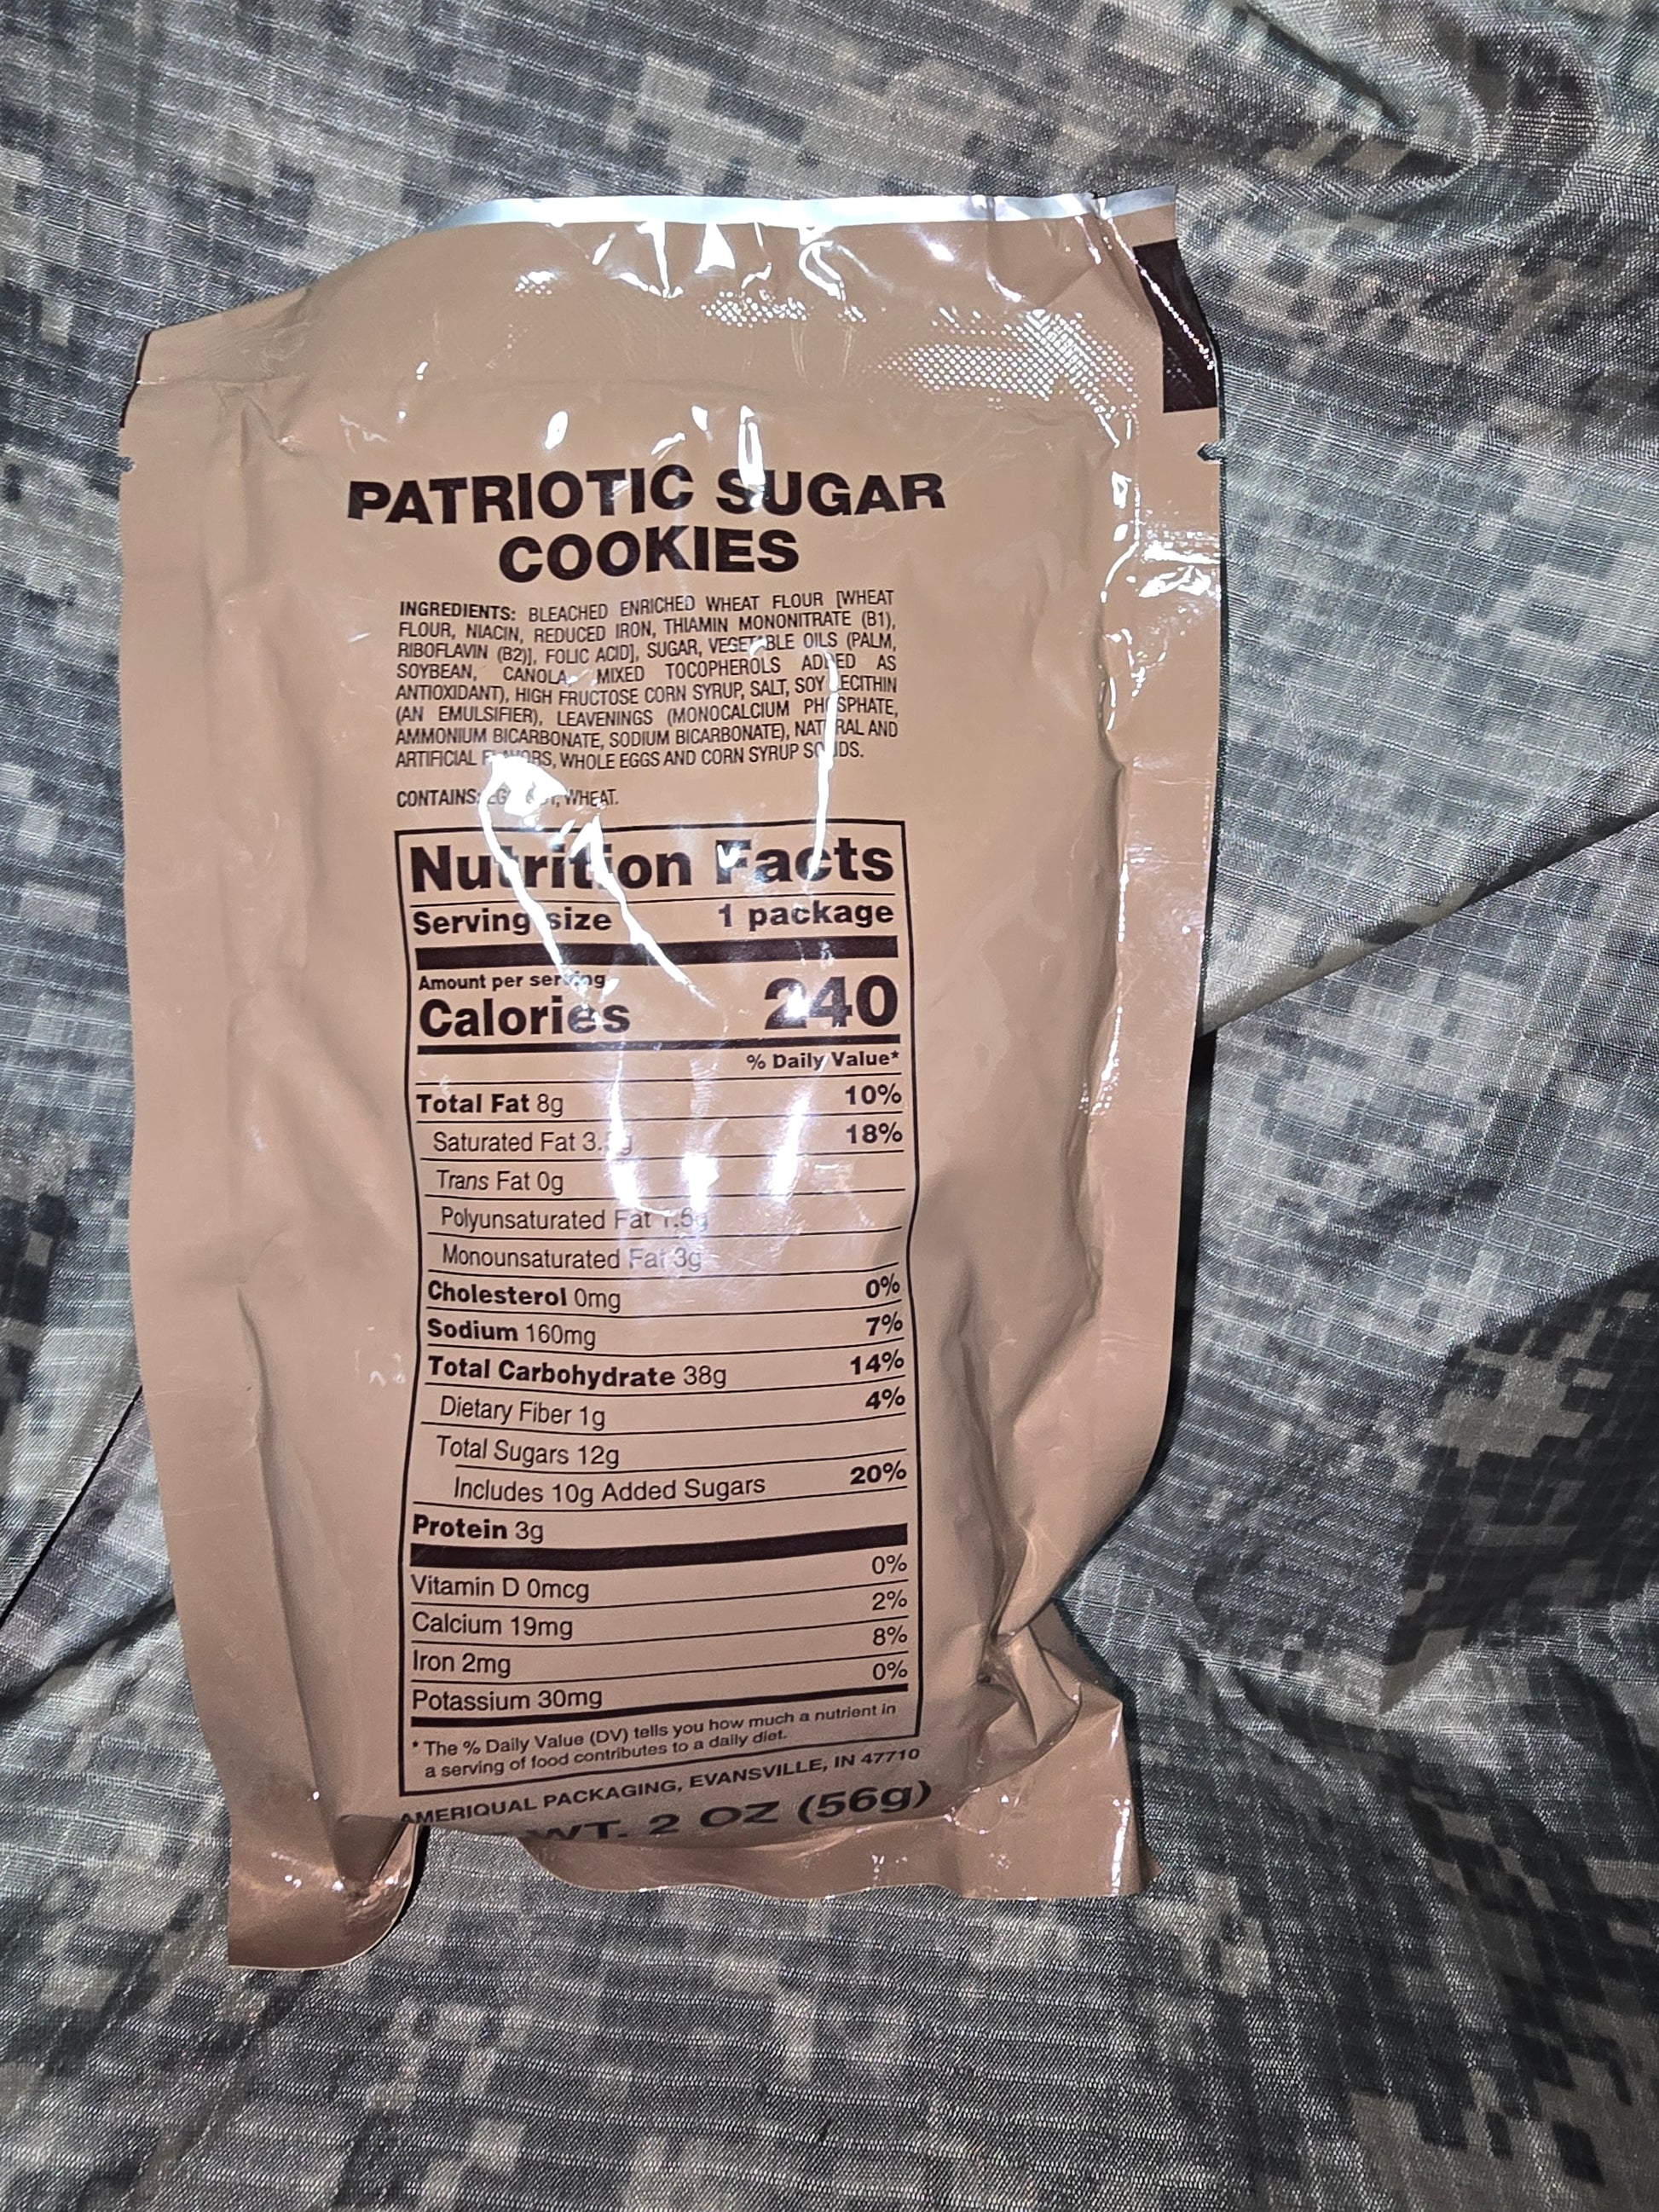 PATRIOTIC SUGAR
COOKIES
INGREDIENTS: BLEACHED ENRICHED WHEAT FLOUR [WHEAT
FLOUR, NIACIN, REDUCED IRON, THIAMIN MONONITRATE (B1),
RIBOFLAVIN (B2)], FOLIC ACID], SUGAR, VEGETABLE OILS (PALM,
SOYBEAN, CANOLA, MIXED TOCOPHEROLS ADDED AS
ANTIOXIDANT), HIGH FRUCTOSE CORN SYRUP, SALT, SOY LECITHIN
(AN EMULSIFIER), LEAVENINGS (MONOCALCIUM PHOSPHATE,
AMMONIUM BICARBONATE, SODIUM BICARBONATE), NATURAL AND
ARTIFICIAL FLAVORS, WHOLE EGGS AND CORN SYRUP SOLIDS.
CONTAINS: WHEAT.
Nutrition Facts
Serving size 1 package
Amount per serving
Calories 240
% Daily Value*
Total Fat 8g 10%
Saturated Fat 18%
Trans Fat 0g
Polyunsaturated Fat 1.5g
Monounsaturated Fat 3g
Cholesterol 0mg 0%
Sodium 160mg 7%
Total Carbohydrate 38g 14%
Dietary Fiber 1g 4%
Total Sugars 12g
Includes 10g Added Sugars 20%
Protein 3g
Vitamin D 0mcg 0%
Calcium 19mg 2%
Iron 2mg 8%
Potassium 30mg 0%
* The % Daily Value (DV) tells you how much a nutrient in
a serving of food contributes to a daily diet.
AMERIQUAL PACKAGING, EVANSVILLE, IN 47710
WT. 2 OZ (56g)